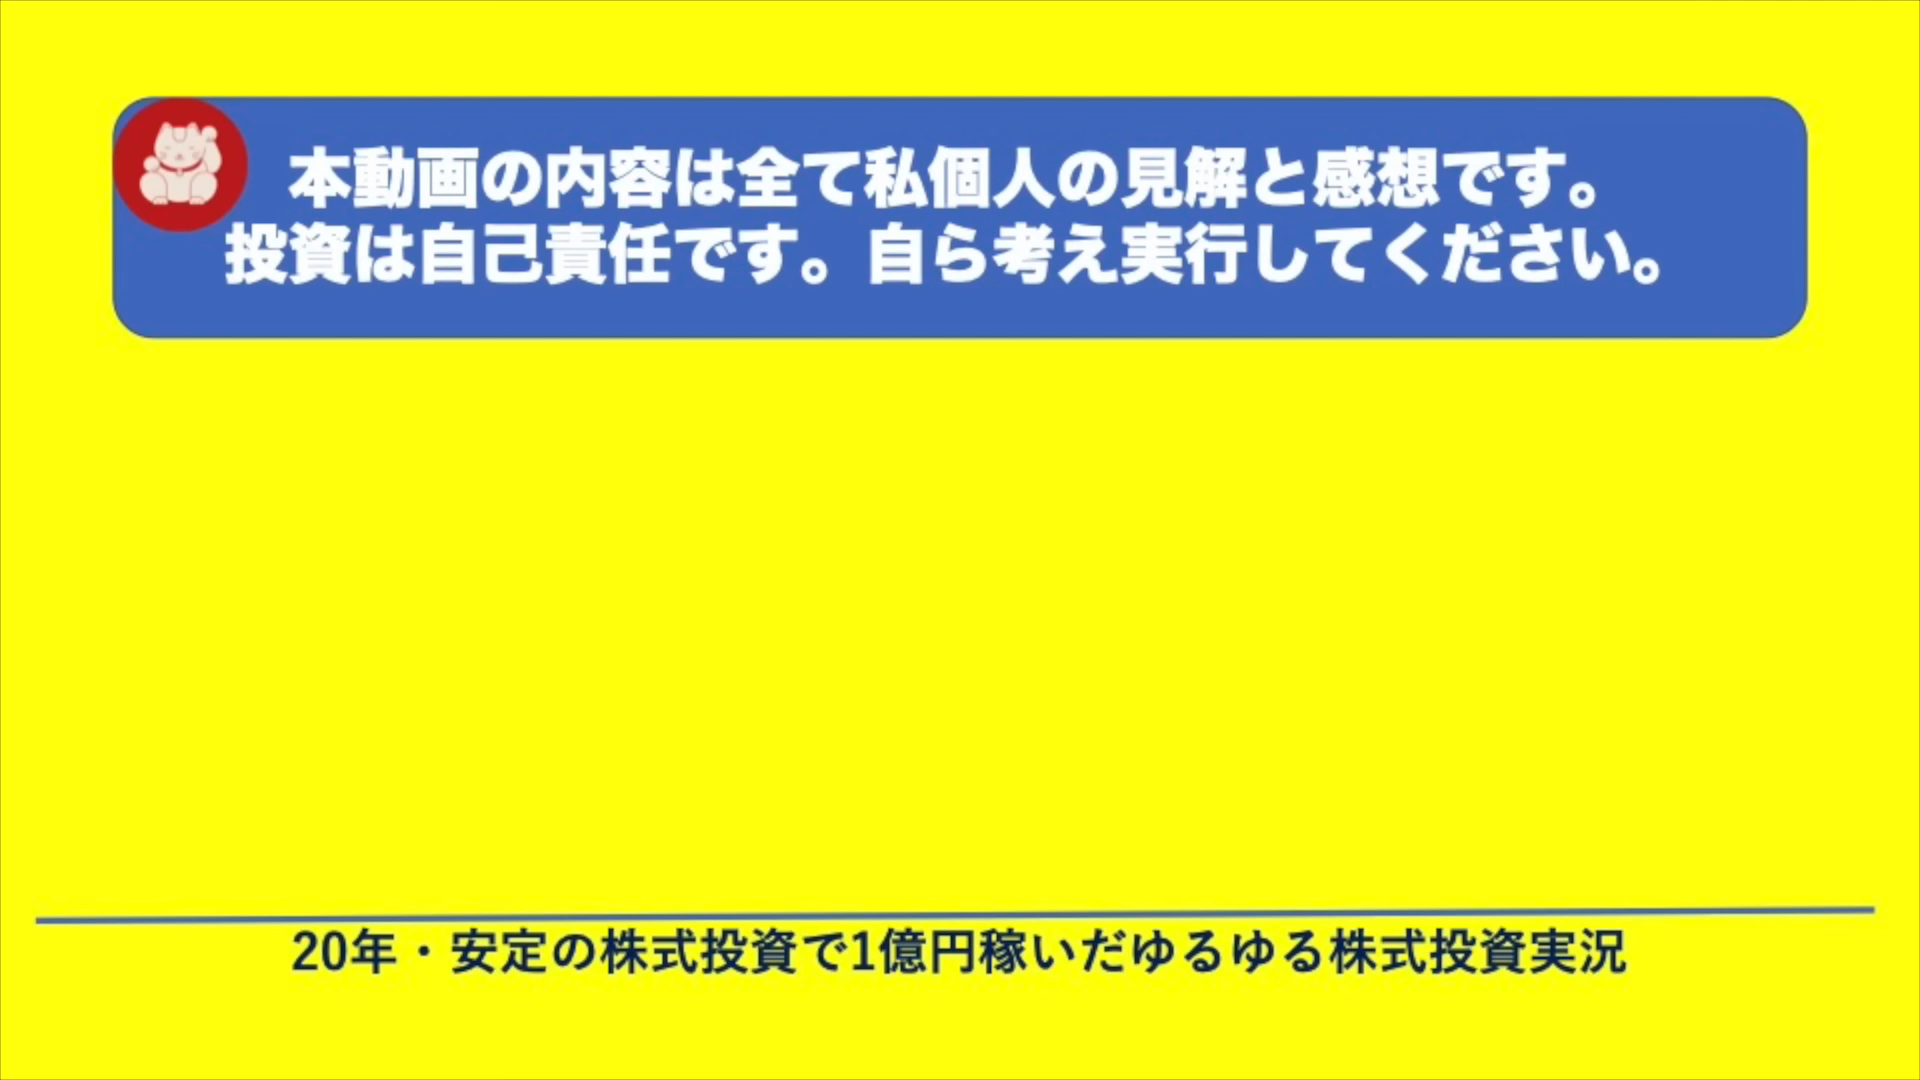 本動画の内容は全て私個人の見解と感想です。
投資は自己責任です。自ら考え実行してください。
20年・安定の株式投資で1億円稼いだゆるゆる株式投資実況